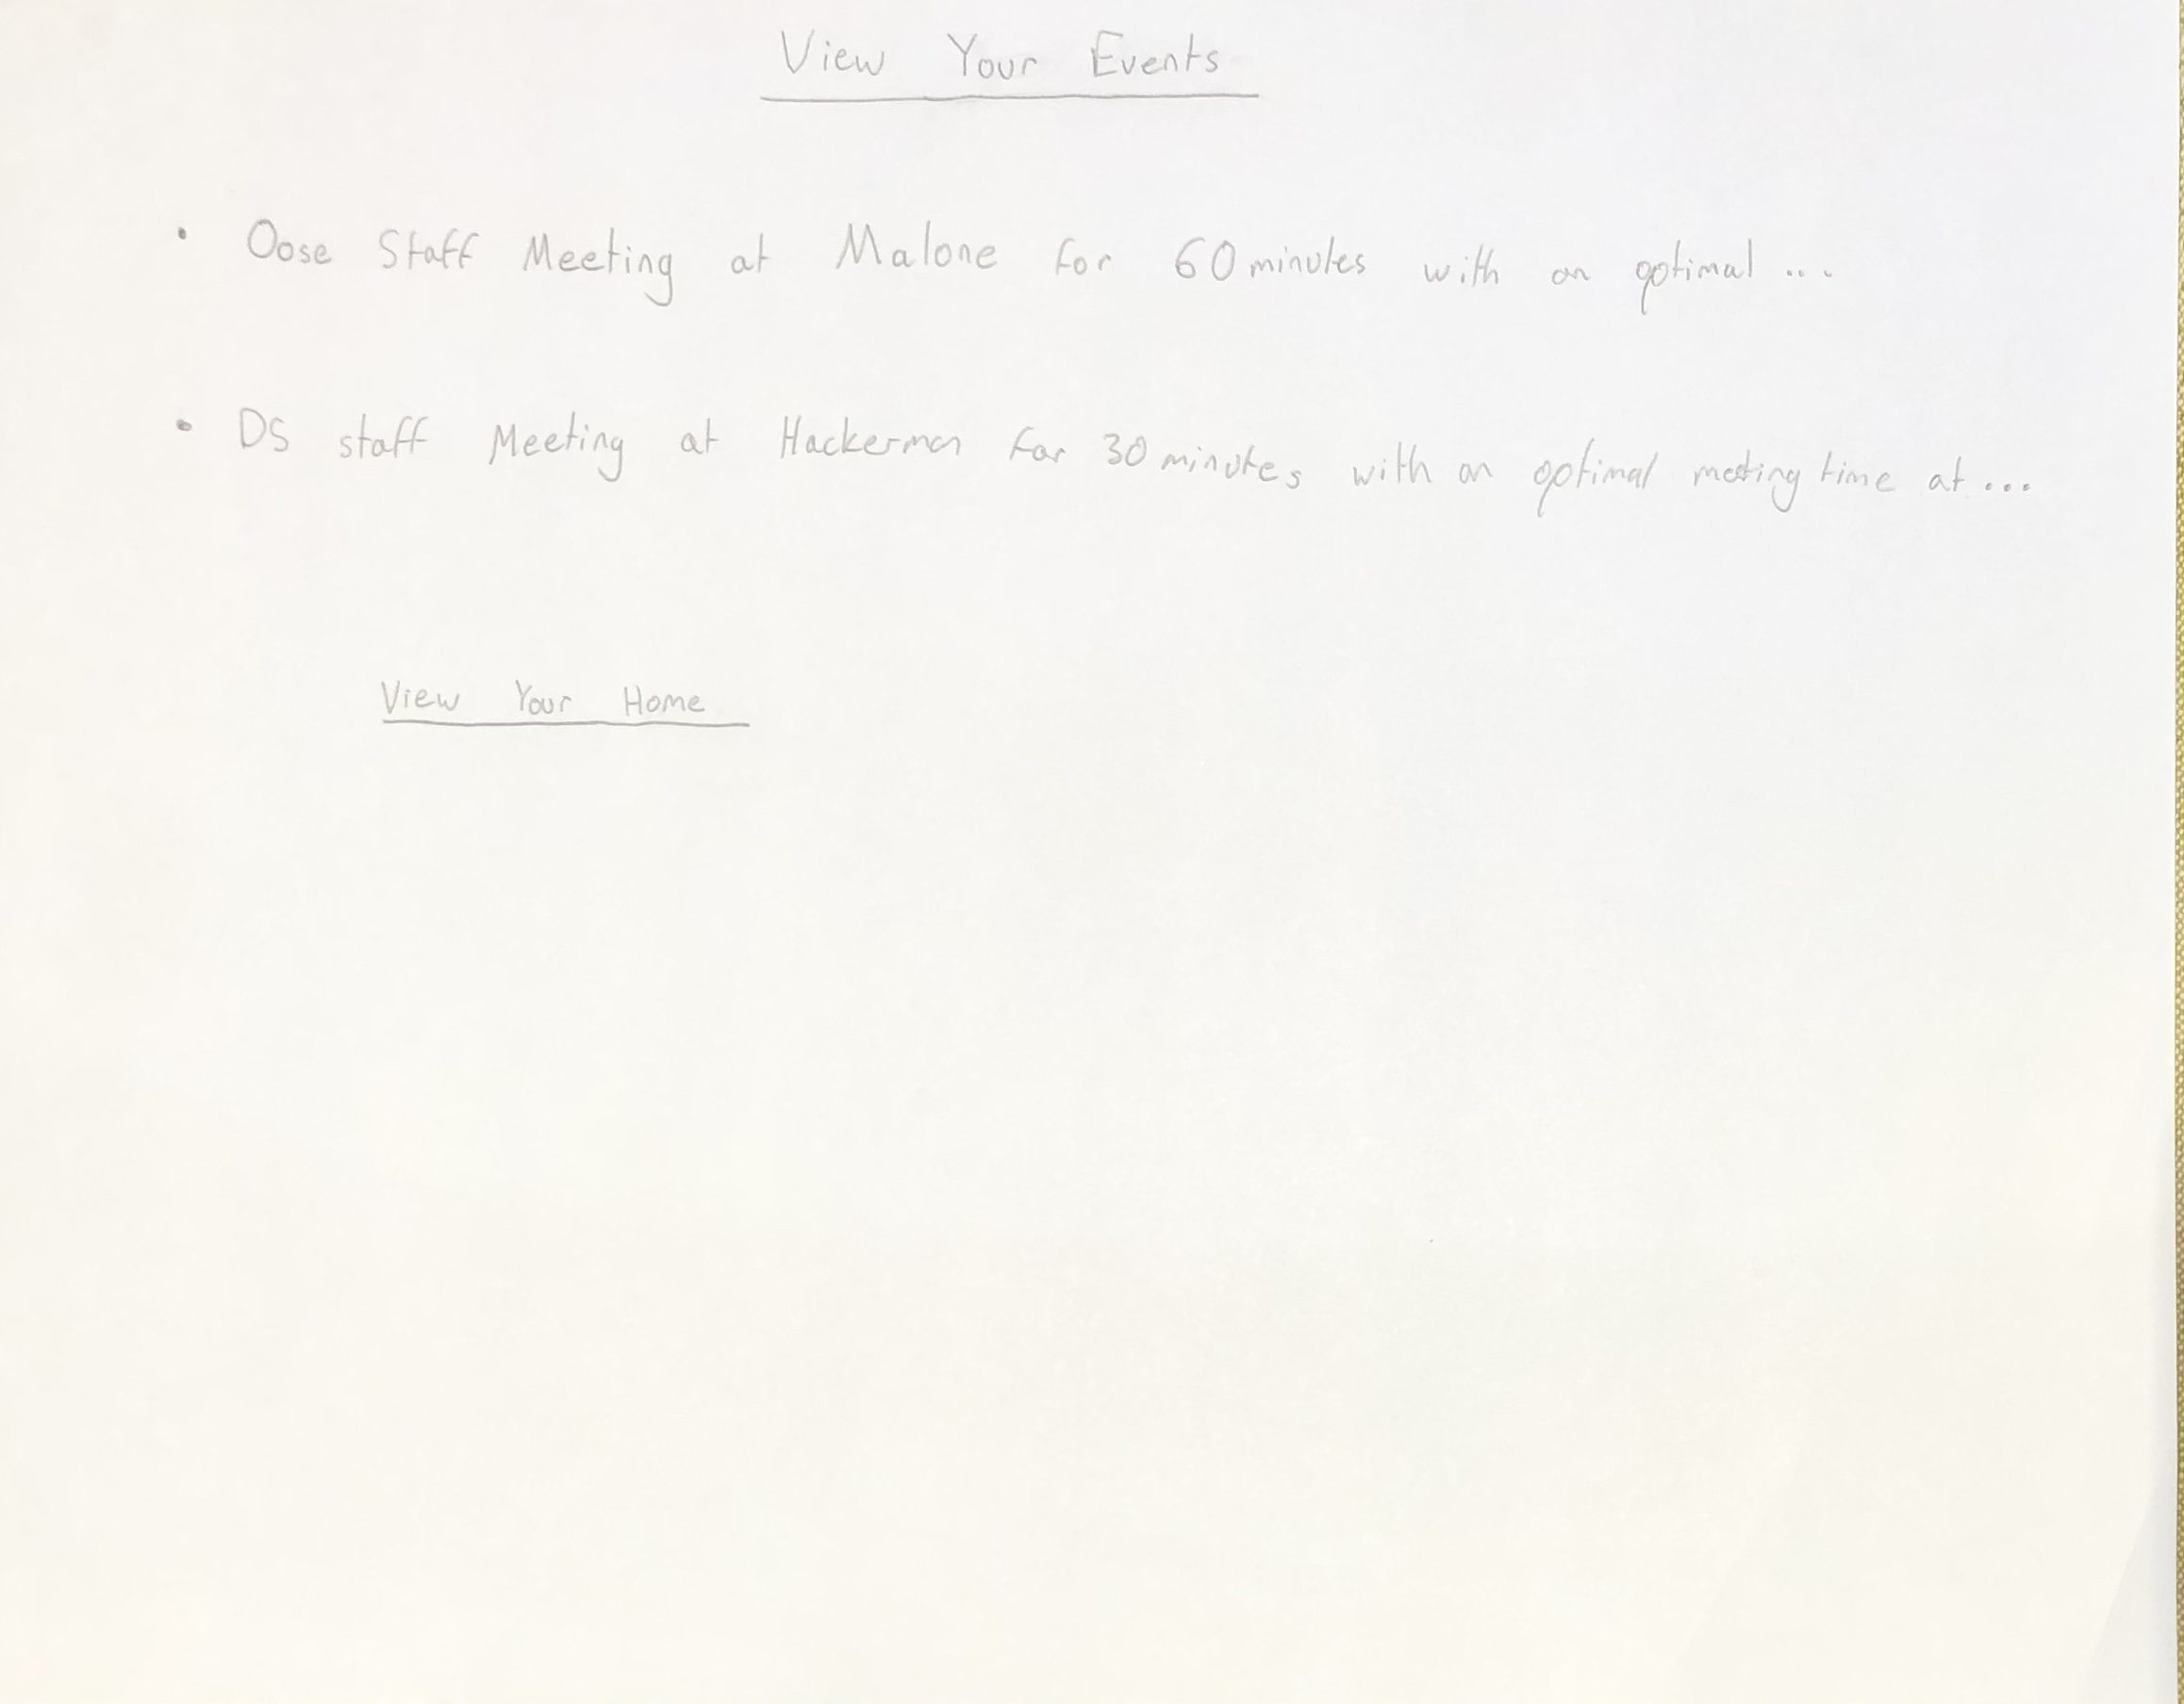 View Your Events
• Oose Staff Meeting at Malone for 60 minutes with an optimal ...
• DS staff Meeting at Hackerman for 30 minutes with an optimal meeting time at ...
View Your Home